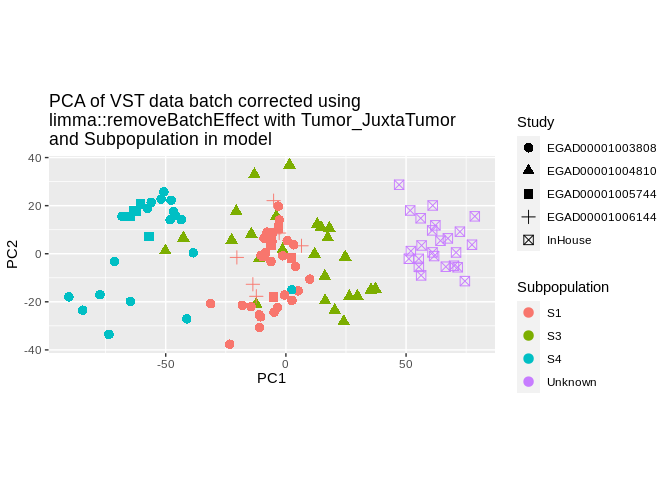 PCA of VST data batch corrected using
limma::removeBatchEffect with Tumor_JuxtaTumor
and Subpopulation in model
40
20
0
-20
-40
PC2
-50
0
50
PC1
Study
EGAD00001003808
EGAD00001004810
EGAD00001005744
EGAD00001006144
InHouse
Subpopulation
S1
S3
S4
Unknown